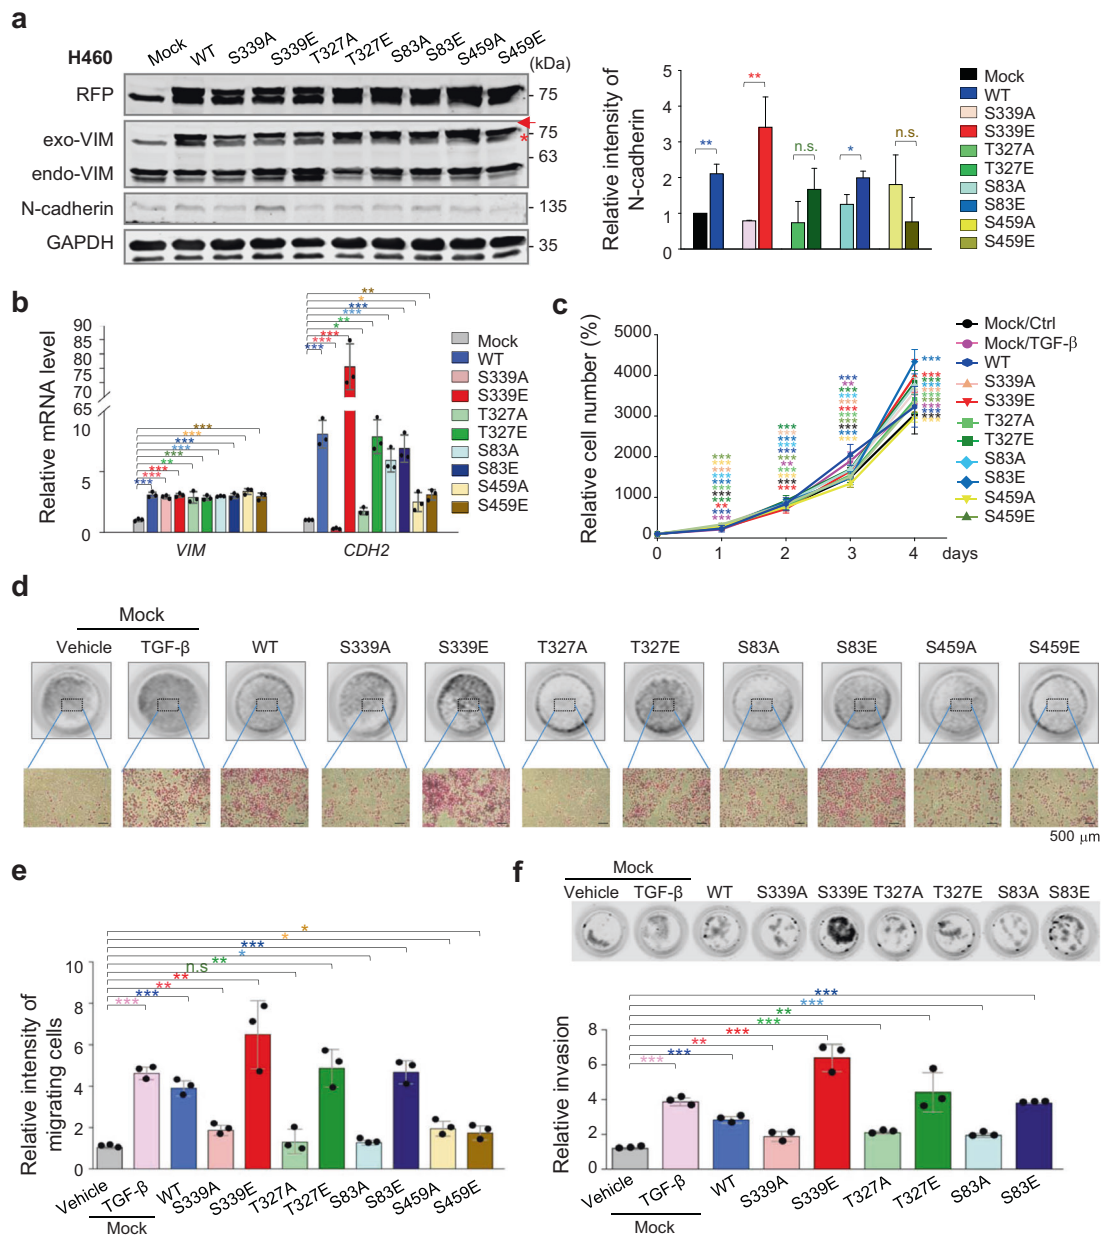 a
H460
Mock WT S339A S339E T327A T327E S83A S83E S459A S459E
(kDa)
RFP
75
exo-VIM
75
*
63
endo-VIM
N-cadherin
135
GAPDH
35
Relative intensity of
N-cadherin
5
4
3
2
1
0
**
**
n.s.
*
n.s.
Mock
WT
S339A
S339E
T327A
T327E
S83A
S83E
S459A
S459E
b
Relative mRNA level
90
85
80
75
70
65
10
5
0
VIM
CDH2
Mock
WT
S339A
S339E
T327A
T327E
S83A
S83E
S459A
S459E
c
Relative cell number (%)
5000
4000
3000
2000
1000
0
0 1 2 3 4 days
Mock/Ctrl
Mock/TGF-β
WT
S339A
S339E
T327A
T327E
S83A
S83E
S459A
S459E
d
Mock
Vehicle TGF-β WT S339A S339E T327A T327E S83A S83E S459A S459E
500 μm
e
Relative intensity of
migrating cells
10
8
6
4
2
0
*
*
***
*
**
n.s
**
**
***
***
Vehicle TGF-β WT S339A S339E T327A T327E S83A S83E S459A S459E
Mock
f
Mock
Vehicle TGF-β WT S339A S339E T327A T327E S83A S83E
Relative invasion
8
6
4
2
0
***
***
**
***
***
**
***
***
Vehicle TGF-β WT S339A S339E T327A T327E S83A S83E
Mock